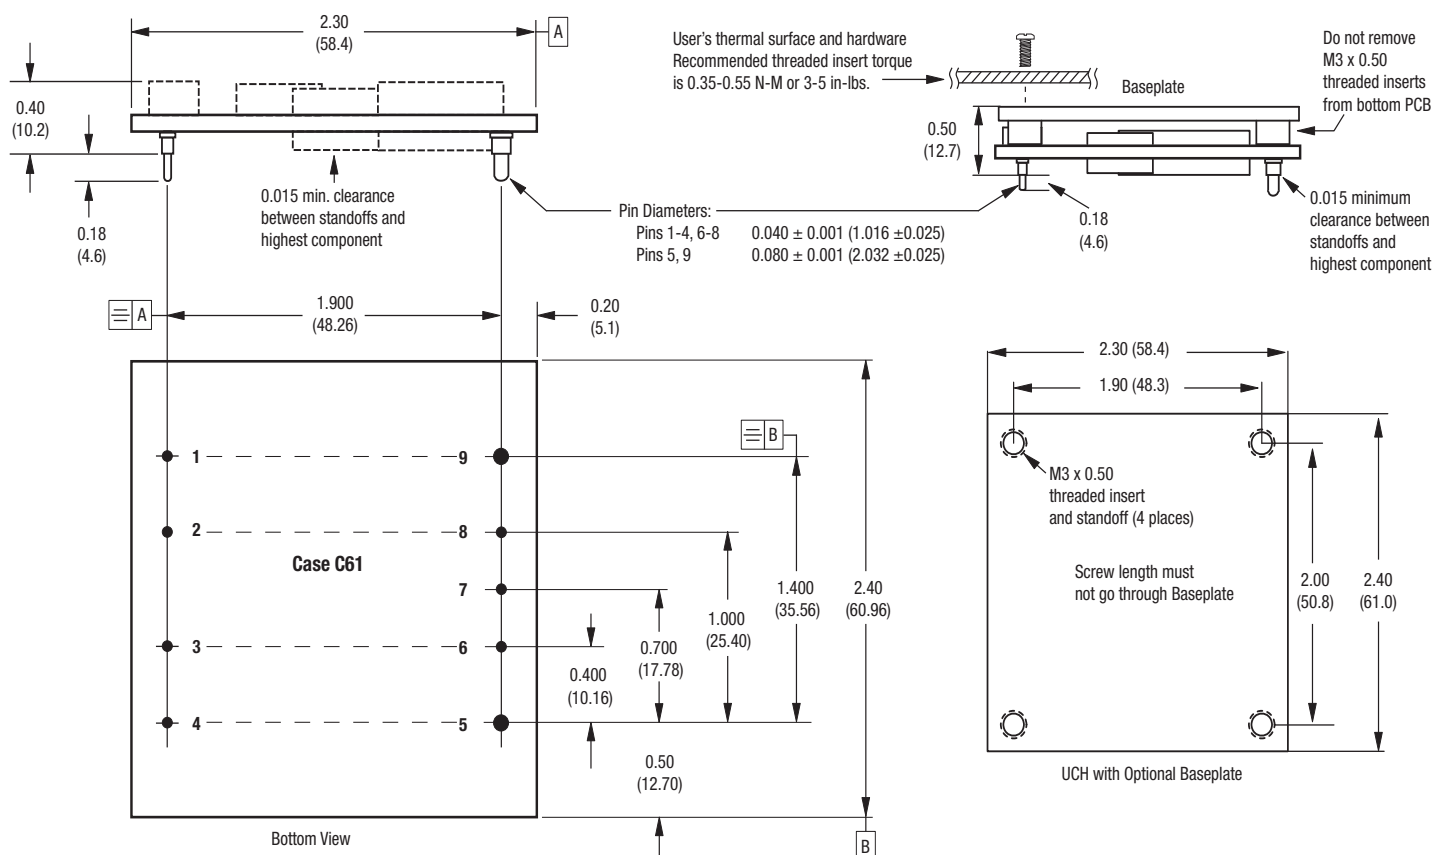 2.30
(58.4)
A
0.40
(10.2)
0.18
(4.6)
0.015 min. clearance
between standoffs and
highest component
User's thermal surface and hardware
Recommended threaded insert torque
is 0.35-0.55 N-M or 3-5 in-lbs.
Baseplate
Do not remove
M3 x 0.50
threaded inserts
from bottom PCB
0.50
(12.7)
0.18
(4.6)
0.015 minimum
clearance between
standoffs and
highest component
Pin Diameters:
Pins 1-4, 6-8 0.040 ± 0.001 (1.016 ±0.025)
Pins 5, 9 0.080 ± 0.001 (2.032 ±0.025)
A
1.900
(48.26)
0.20
(5.1)
B
1 9
2 8
Case C61
7
3 6
4 5
0.400
(10.16)
0.700
(17.78)
1.000
(25.40)
1.400
(35.56)
2.40
(60.96)
0.50
(12.70)
B
Bottom View
2.30 (58.4)
1.90 (48.3)
M3 x 0.50
threaded insert
and standoff (4 places)
Screw length must
not go through Baseplate
2.00
(50.8)
2.40
(61.0)
UCH with Optional Baseplate